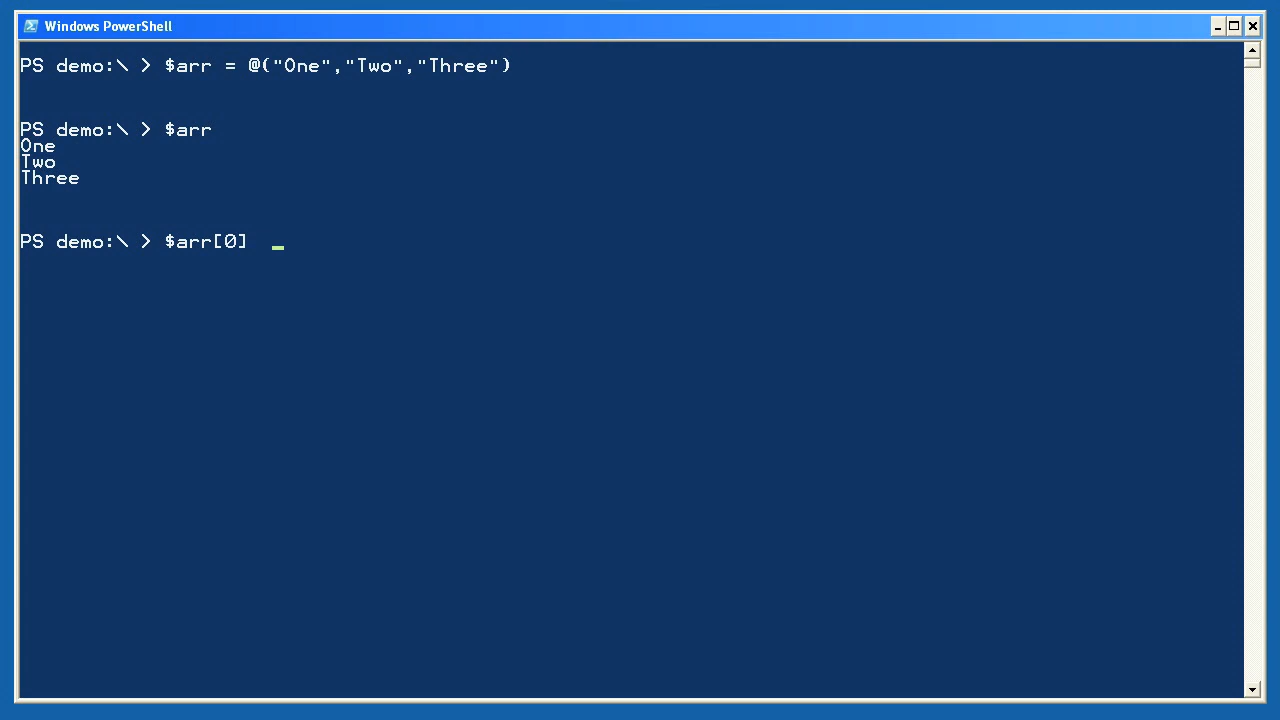 Windows PowerShell
PS demo:\ > $arr = @("One","Two","Three")
PS demo:\ > $arr
One
Two
Three
PS demo:\ > $arr[0]